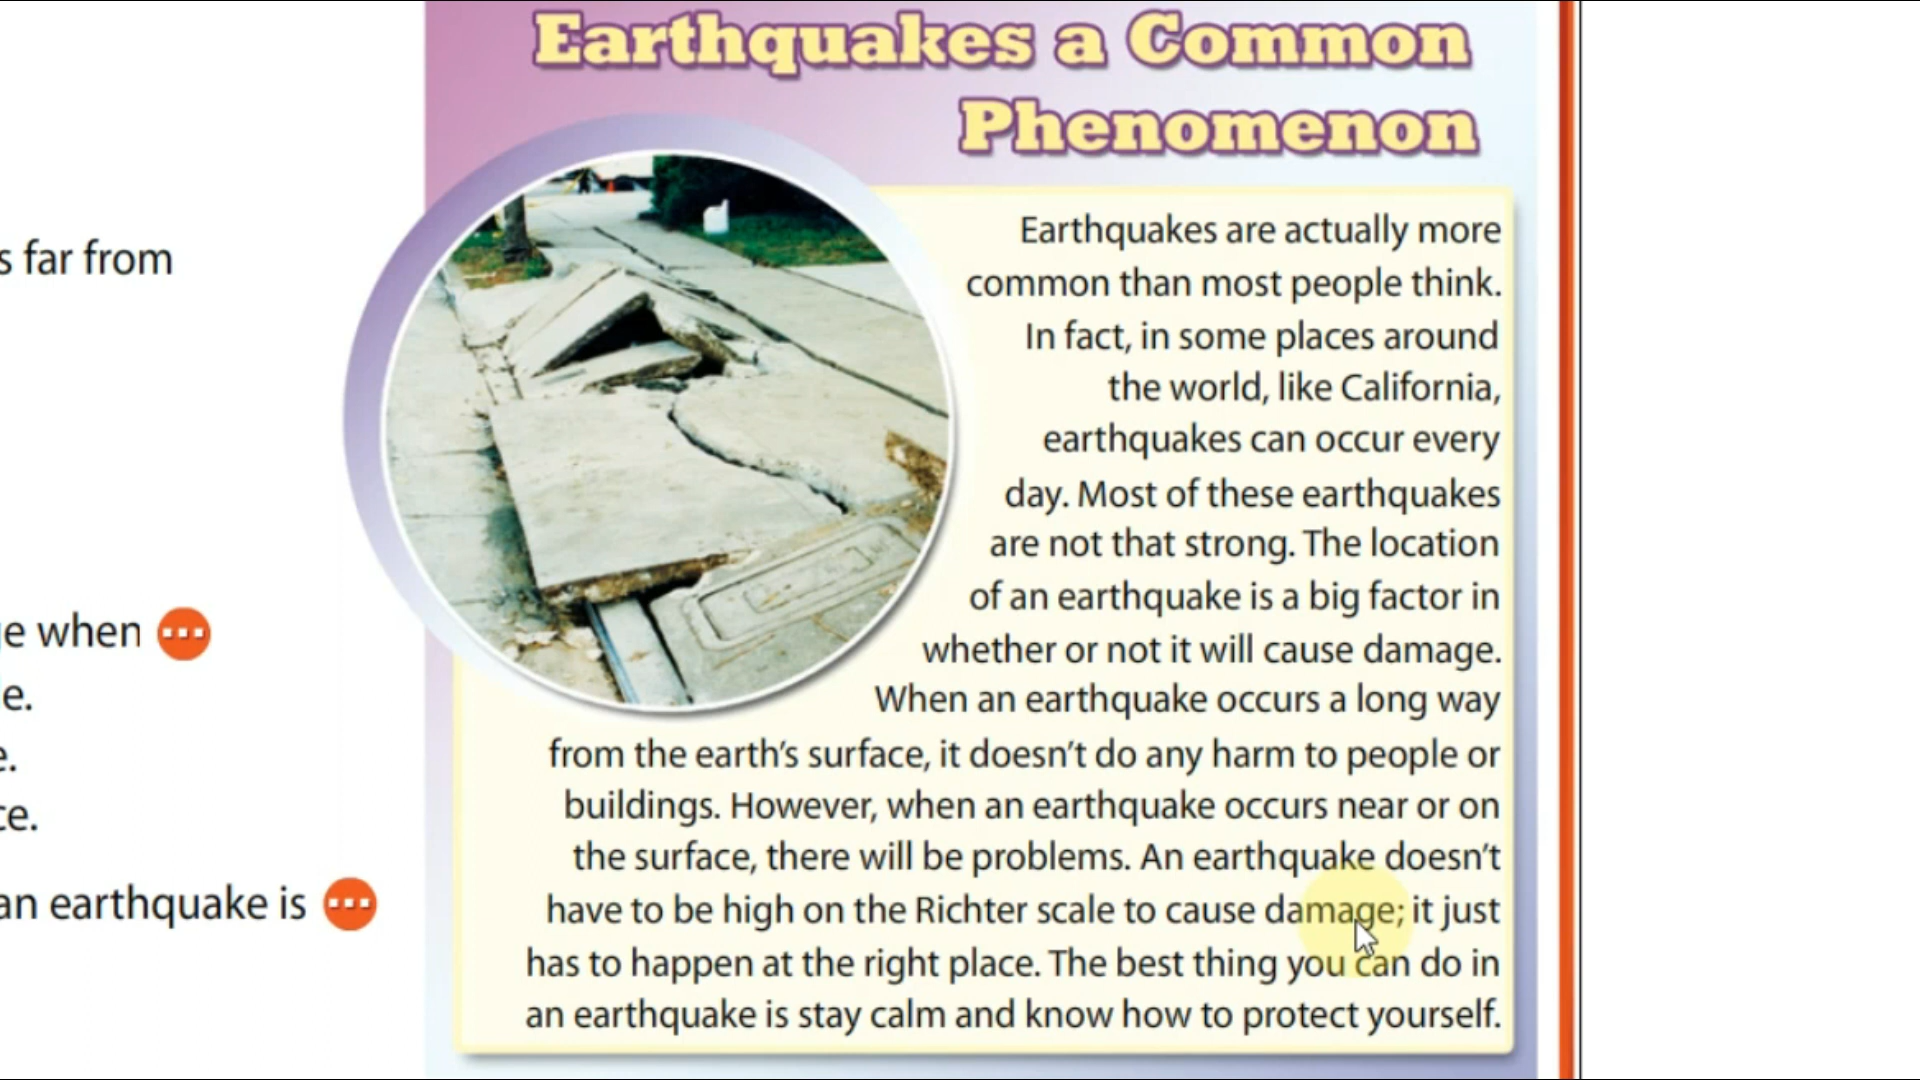 Earthquakes a Common
Phenomenon
s far from
e when
e.
e.
ce.
an earthquake is
Earthquakes are actually more
common than most people think.
In fact, in some places around
the world, like California,
earthquakes can occur every
day. Most of these earthquakes
are not that strong. The location
of an earthquake is a big factor in
whether or not it will cause damage.
When an earthquake occurs a long way
from the earth's surface, it doesn't do any harm to people or
buildings. However, when an earthquake occurs near or on
the surface, there will be problems. An earthquake doesn't
have to be high on the Richter scale to cause damage; it just
has to happen at the right place. The best thing you can do in
an earthquake is stay calm and know how to protect yourself.